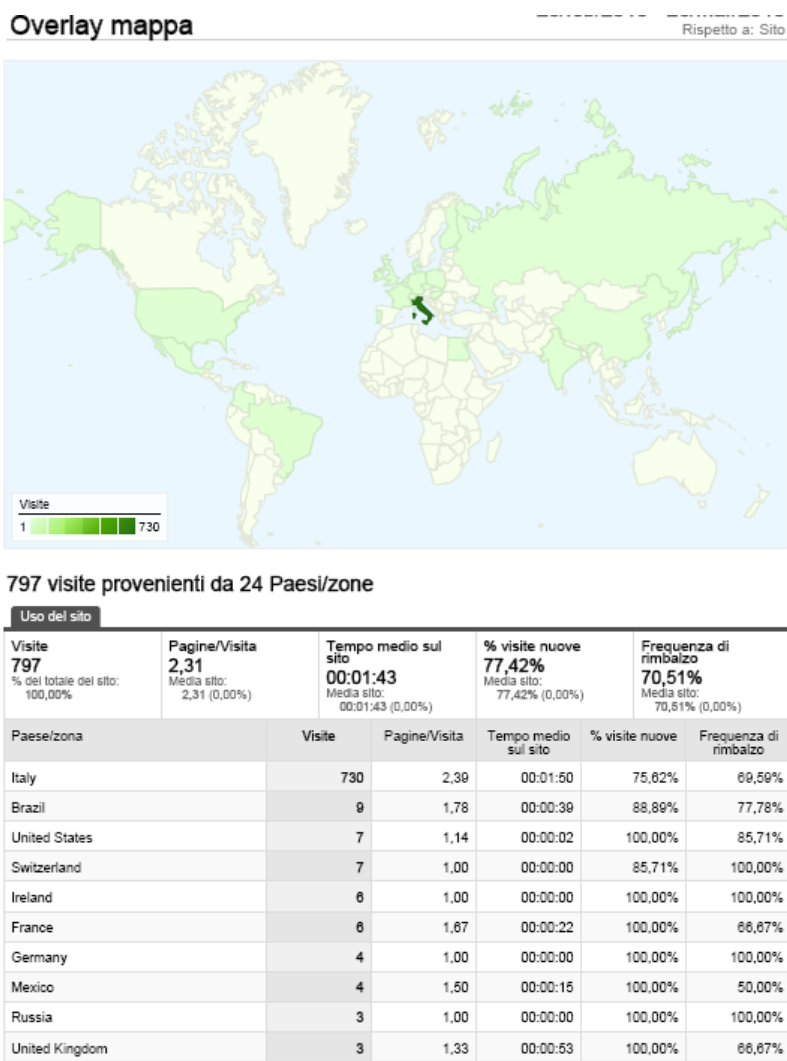 Overlay mappa
Rispetto a: Sito
Visite
1 730
797 visite provenienti da 24 Paesi/zone
Uso del sito
Visite
797
% del totale del sito:
100,00%
Pagine/Visita
2,31
Media sito:
2,31 (0,00%)
Tempo medio sul
sito
00:01:43
Media sito:
00:01:43 (0,00%)
% visite nuove
77,42%
Media sito:
77,42% (0,00%)
Frequenza di
rimbalzo
70,51%
Media sito:
70,51% (0,00%)
Paese/zona Visite Pagine/Visita Tempo medio sul sito % visite nuove Frequenza di rimbalzo
Italy 730 2,39 00:01:50 75,62% 69,59%
Brazil 9 1,78 00:00:39 88,89% 77,78%
United States 7 1,14 00:00:02 100,00% 85,71%
Switzerland 7 1,00 00:00:00 85,71% 100,00%
Ireland 6 1,00 00:00:00 100,00% 100,00%
France 6 1,67 00:00:22 100,00% 66,67%
Germany 4 1,00 00:00:00 100,00% 100,00%
Mexico 4 1,50 00:00:15 100,00% 50,00%
Russia 3 1,00 00:00:00 100,00% 100,00%
United Kingdom 3 1,33 00:00:53 100,00% 66,67%